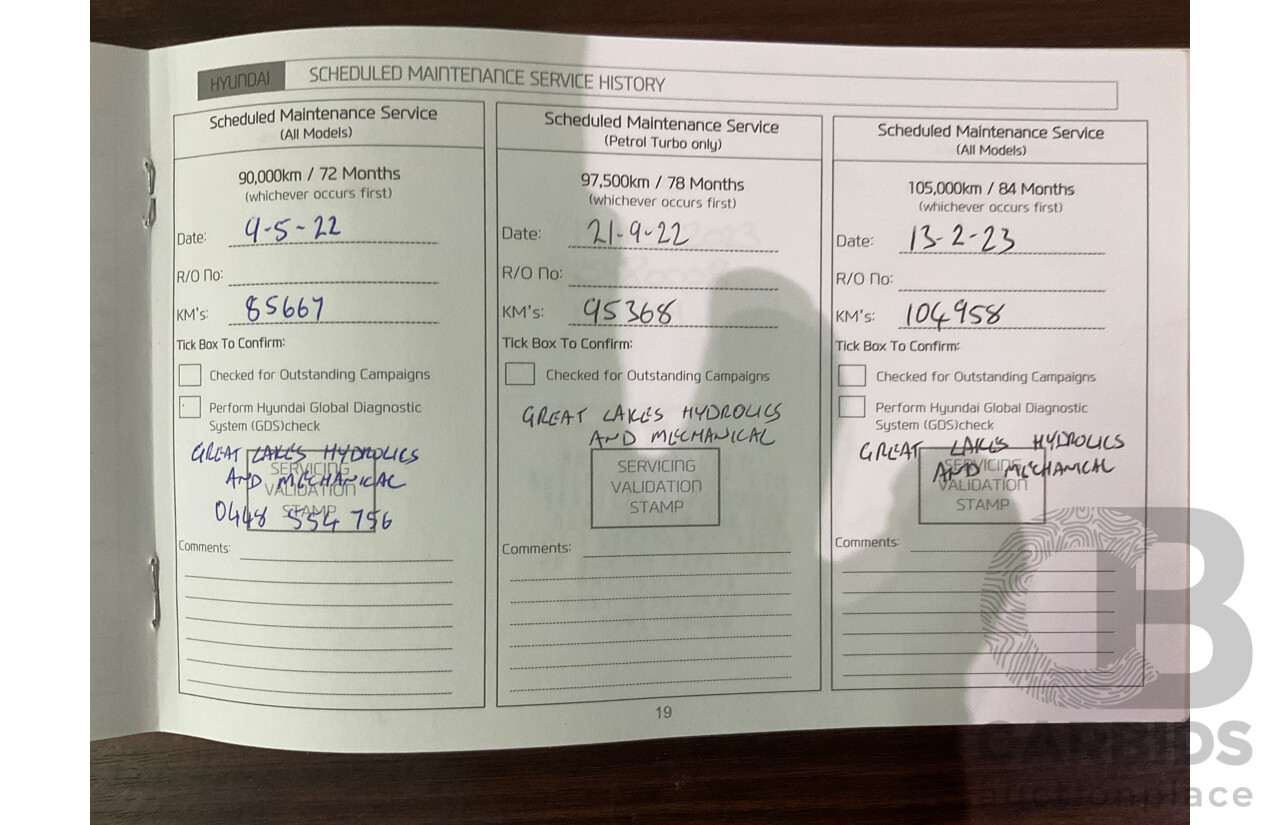 HYUNDAI
SCHEDULED MAINTENANCE SERVICE HISTORY
Scheduled Maintenance Service
(All Models)
90,000km / 72 Months
(whichever occurs first)
Date: 9-5-22
R/O No:
KM's: 85667
Tick Box To Confirm:
Checked for Outstanding Campaigns
Perform Hyundai Global Diagnostic
System (GDS)check
GREAT LAKES HYDROLICS
AND MECHANICAL
0448 554 756
SERVICING
VALIDATION
STAMP
Comments:
Scheduled Maintenance Service
(Petrol Turbo only)
97,500km / 78 Months
(whichever occurs first)
Date: 21-9-22
R/O No:
KM's: 95368
Tick Box To Confirm:
Checked for Outstanding Campaigns
GREAT LAKES HYDROLICS
AND MECHANICAL
SERVICING
VALIDATION
STAMP
Comments:
Scheduled Maintenance Service
(All Models)
105,000km / 84 Months
(whichever occurs first)
Date: 13-2-23
R/O No:
KM's: 104958
Tick Box To Confirm:
Checked for Outstanding Campaigns
Perform Hyundai Global Diagnostic
System (GDS)check
GREAT LAKES HYDROLICS
AND MECHANICAL
SERVICING
VALIDATION
STAMP
Comments:
19
CARBIDS
auctionplace